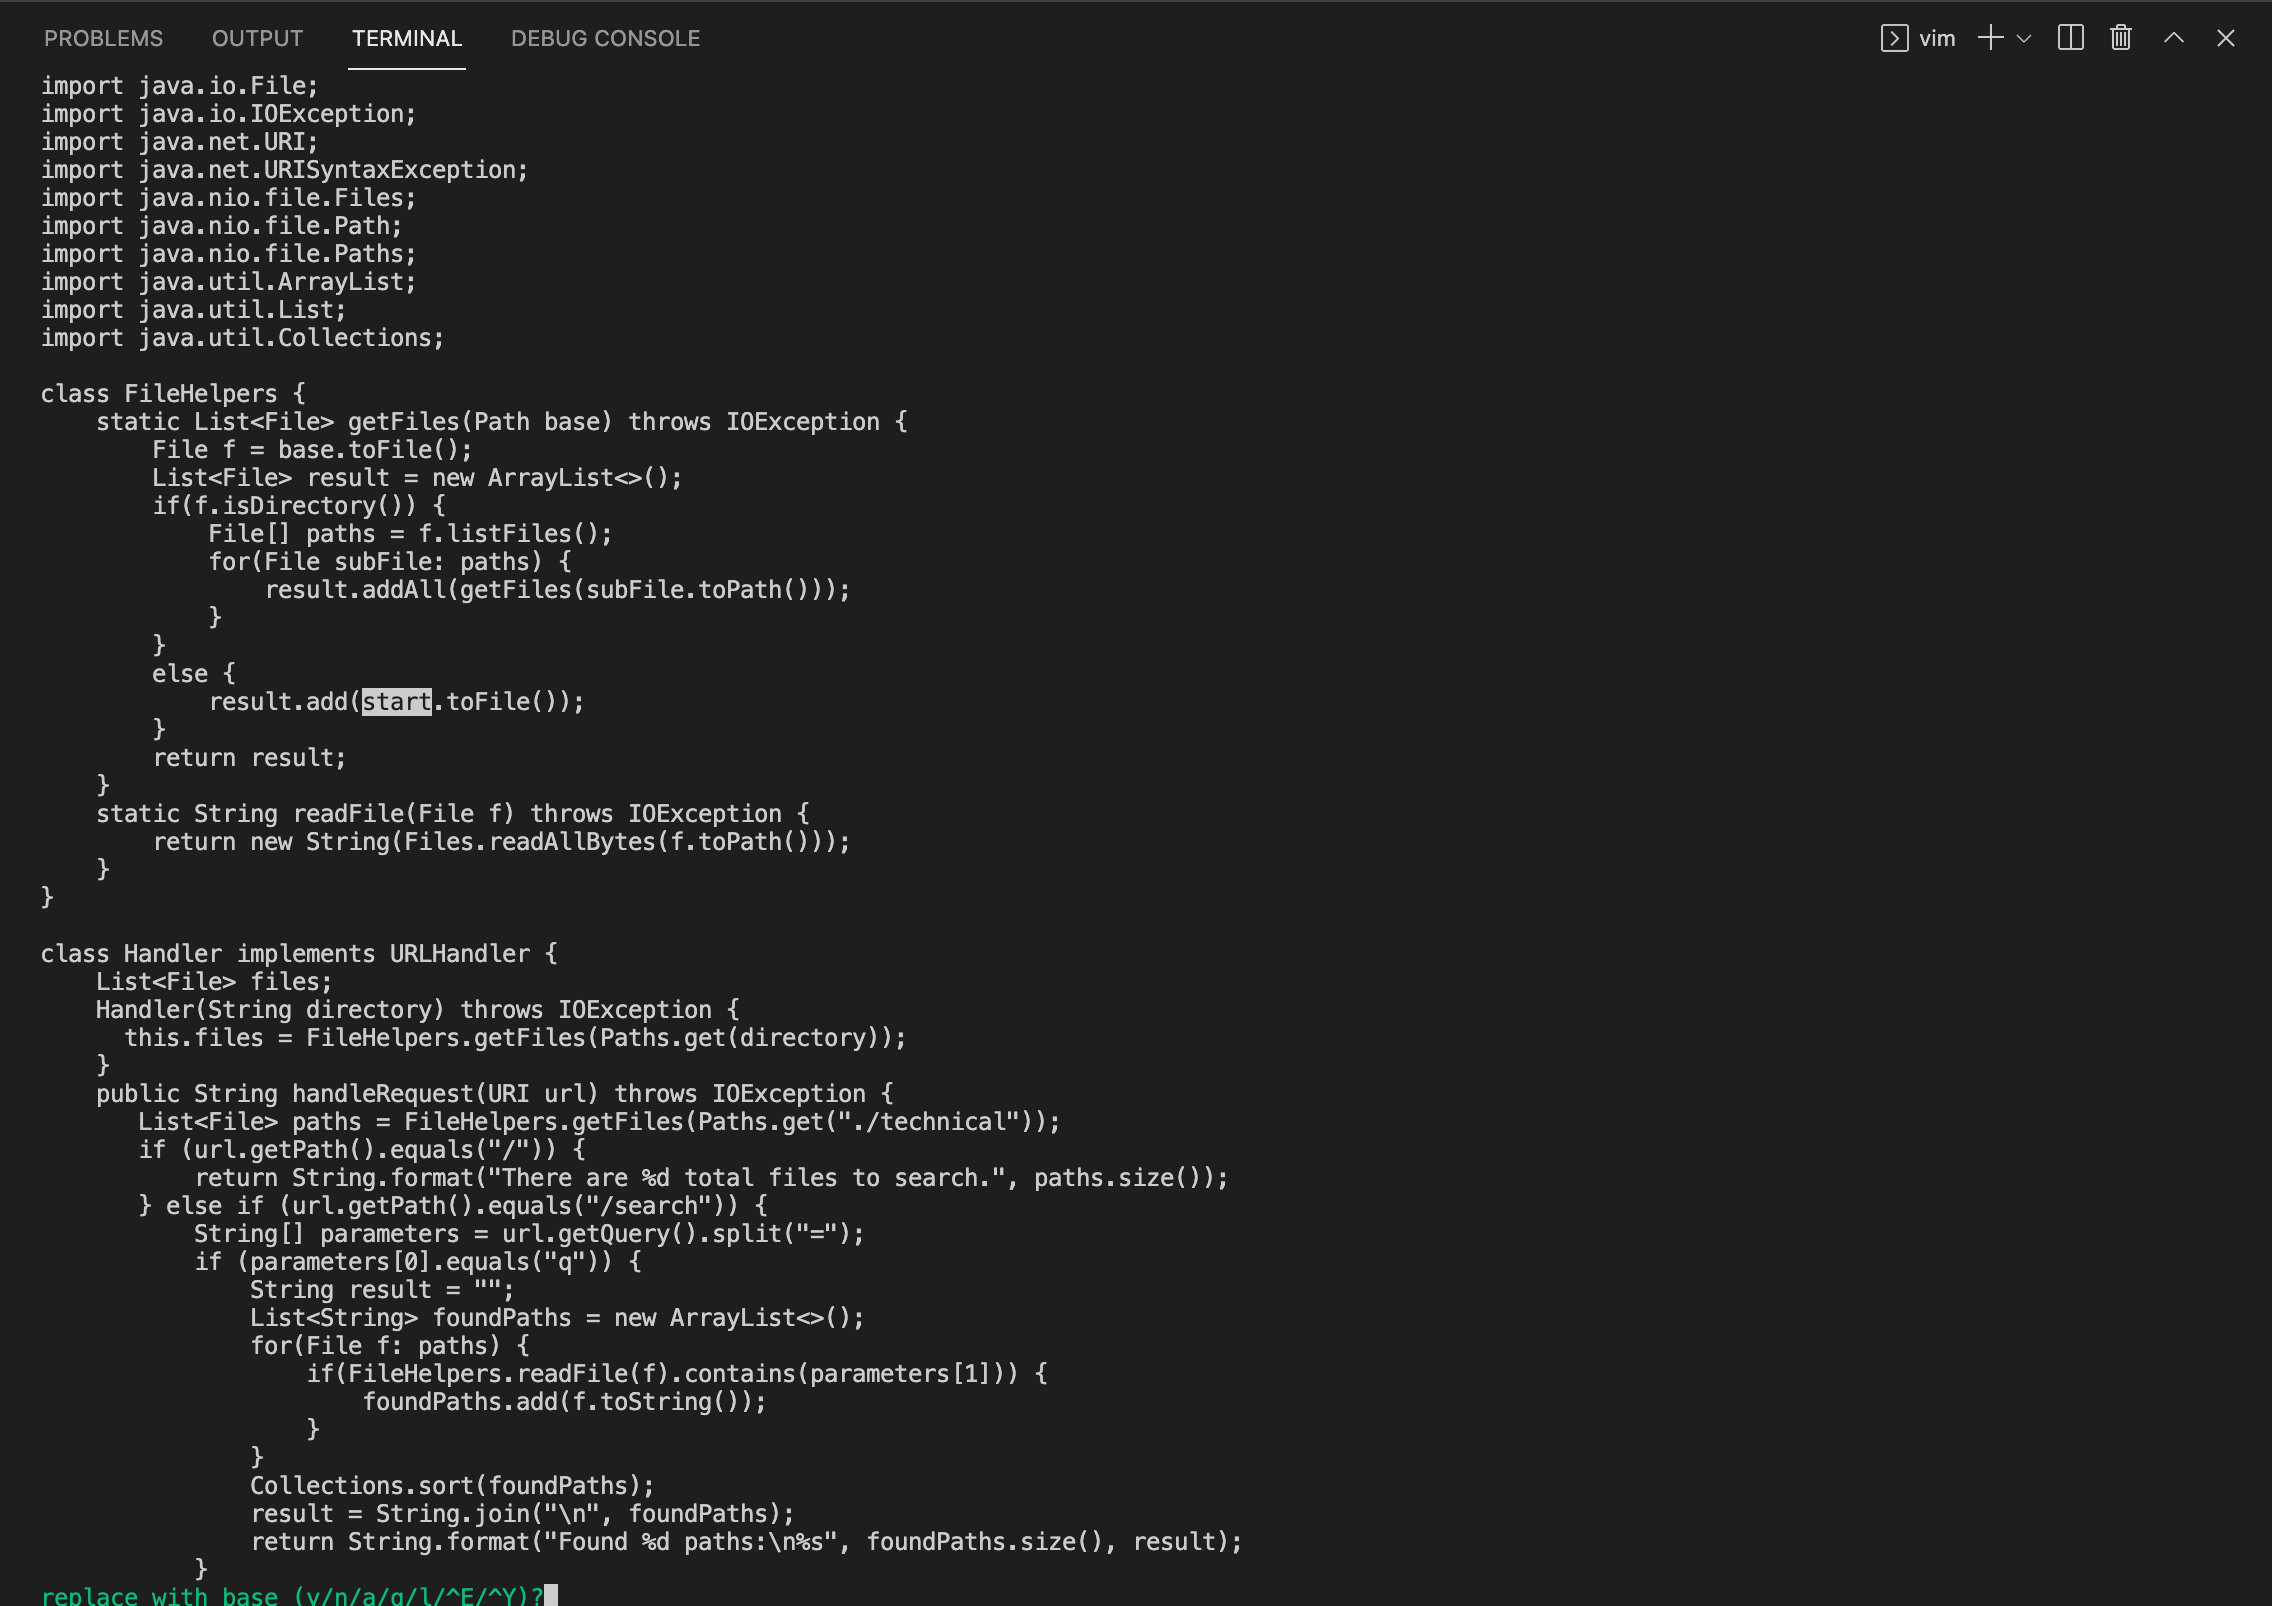 PROBLEMS OUTPUT TERMINAL DEBUG CONSOLE vim
import java.io.File;
import java.io.IOException;
import java.net.URI;
import java.net.URISyntaxException;
import java.nio.file.Files;
import java.nio.file.Path;
import java.nio.file.Paths;
import java.util.ArrayList;
import java.util.List;
import java.util.Collections;

class FileHelpers {
    static List<File> getFiles(Path base) throws IOException {
        File f = base.toFile();
        List<File> result = new ArrayList<>();
        if(f.isDirectory()) {
            File[] paths = f.listFiles();
            for(File subFile: paths) {
                result.addAll(getFiles(subFile.toPath()));
            }
        }
        else {
            result.add(start.toFile());
        }
        return result;
    }
    static String readFile(File f) throws IOException {
        return new String(Files.readAllBytes(f.toPath()));
    }
}

class Handler implements URLHandler {
    List<File> files;
    Handler(String directory) throws IOException {
      this.files = FileHelpers.getFiles(Paths.get(directory));
    }
    public String handleRequest(URI url) throws IOException {
       List<File> paths = FileHelpers.getFiles(Paths.get("./technical"));
       if (url.getPath().equals("/")) {
           return String.format("There are %d total files to search.", paths.size());
       } else if (url.getPath().equals("/search")) {
           String[] parameters = url.getQuery().split("=");
           if (parameters[0].equals("q")) {
               String result = "";
               List<String> foundPaths = new ArrayList<>();
               for(File f: paths) {
                   if(FileHelpers.readFile(f).contains(parameters[1])) {
                       foundPaths.add(f.toString());
                   }
               }
               Collections.sort(foundPaths);
               result = String.join("\n", foundPaths);
               return String.format("Found %d paths:\n%s", foundPaths.size(), result);
           }
replace with base (y/n/a/q/l/^E/^Y)?